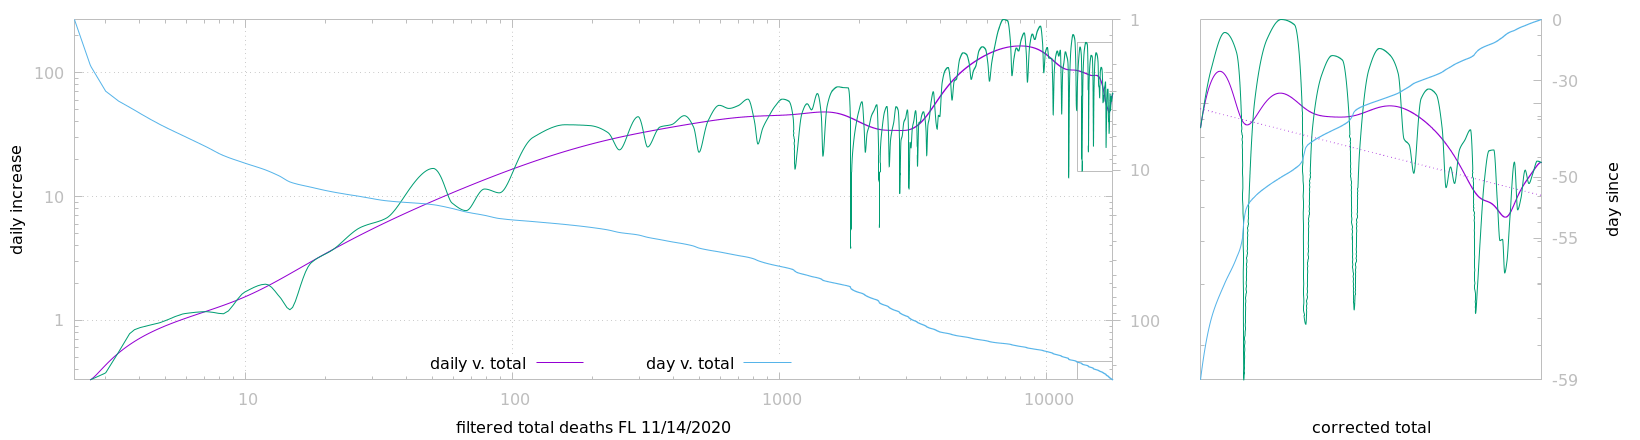 100
10
1
daily increase
10
100
1000
10000
filtered total deaths FL 11/14/2020
daily v. total
day v. total
1
10
100
0
-30
-50
-55
-59
day since
corrected total